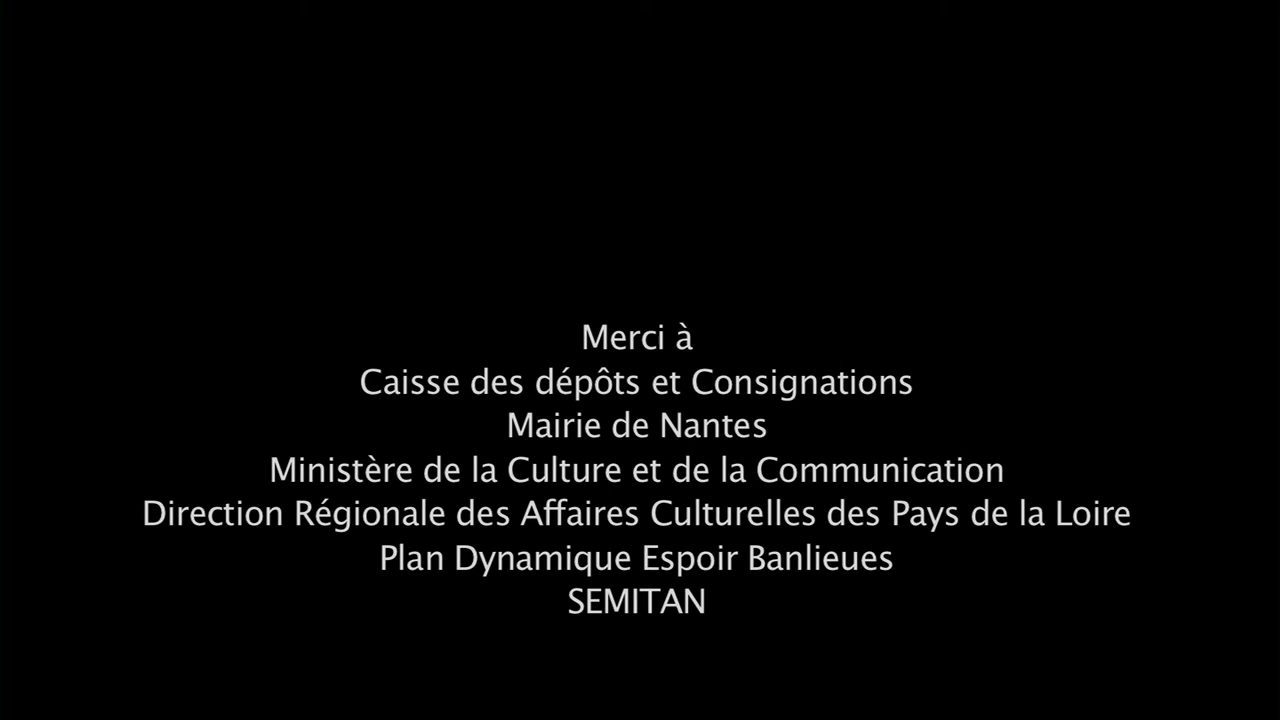 Merci à
Caisse des dépôts et Consignations
Mairie de Nantes
Ministère de la Culture et de la Communication
Direction Régionale des Affaires Culturelles des Pays de la Loire
Plan Dynamique Espoir Banlieues
SEMITAN